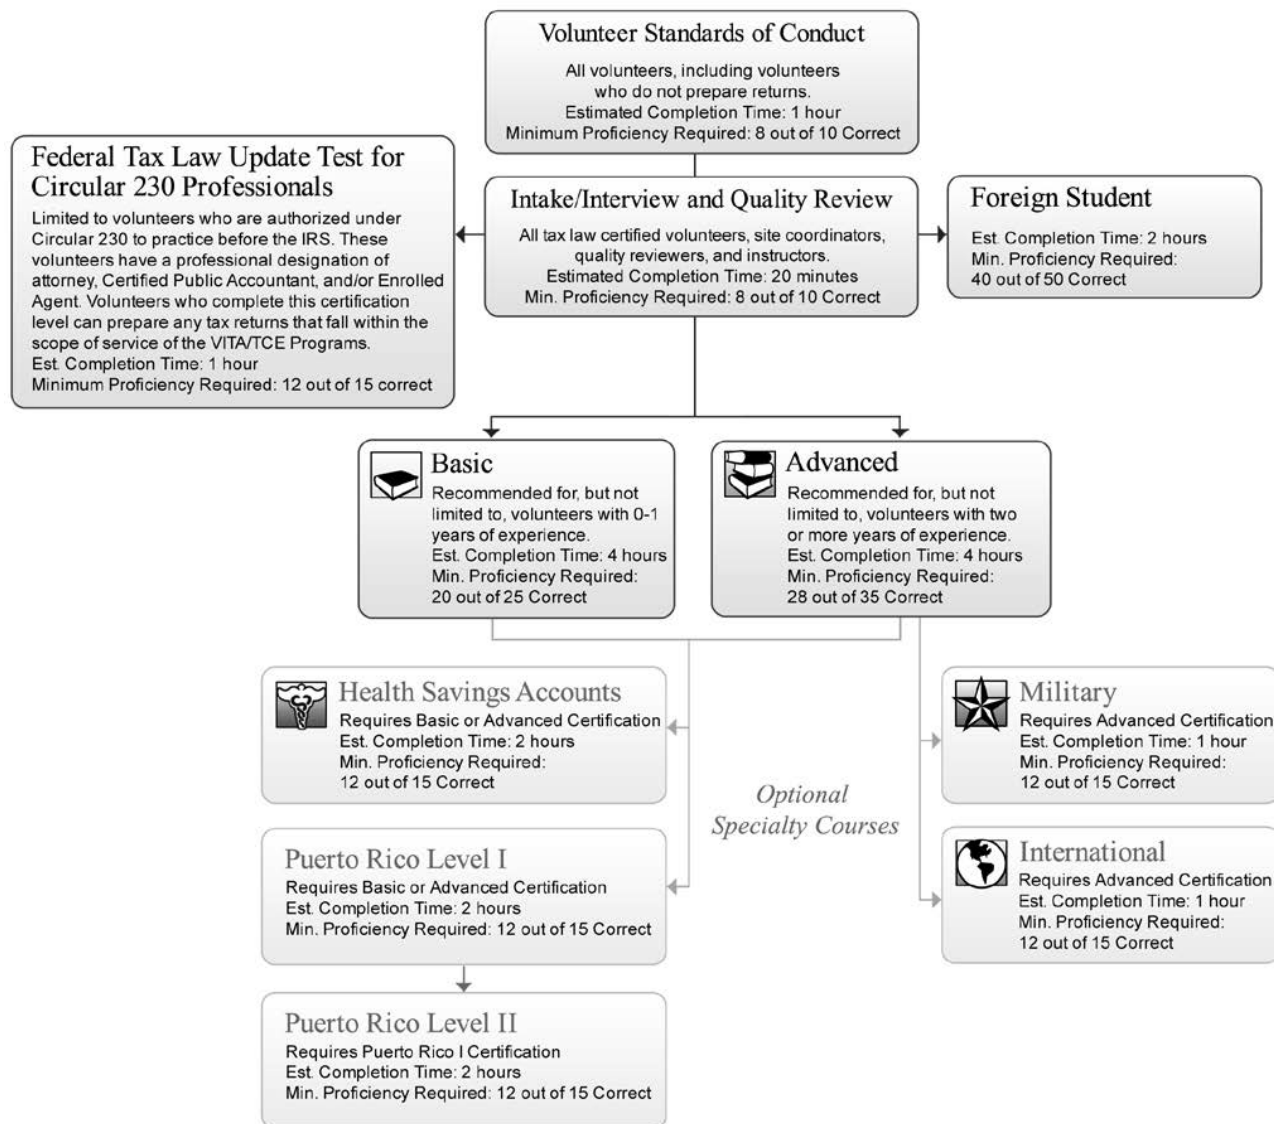 Volunteer Standards of Conduct
All volunteers, including volunteers
who do not prepare returns.
Estimated Completion Time: 1 hour
Minimum Proficiency Required: 8 out of 10 Correct
Federal Tax Law Update Test for
Circular 230 Professionals
Limited to volunteers who are authorized under
Circular 230 to practice before the IRS. These
volunteers have a professional designation of
attorney, Certified Public Accountant, and/or Enrolled
Agent. Volunteers who complete this certification
level can prepare any tax returns that fall within the
scope of service of the VITA/TCE Programs.
Est. Completion Time: 1 hour
Minimum Proficiency Required: 12 out of 15 correct
Intake/Interview and Quality Review
All tax law certified volunteers, site coordinators,
quality reviewers, and instructors.
Estimated Completion Time: 20 minutes
Min. Proficiency Required: 8 out of 10 Correct
Foreign Student
Est. Completion Time: 2 hours
Min. Proficiency Required:
40 out of 50 Correct
Basic
Recommended for, but not
limited to, volunteers with 0-1
years of experience.
Est. Completion Time: 4 hours
Min. Proficiency Required:
20 out of 25 Correct
Advanced
Recommended for, but not
limited to, volunteers with two
or more years of experience.
Est. Completion Time: 4 hours
Min. Proficiency Required:
28 out of 35 Correct
Health Savings Accounts
Requires Basic or Advanced Certification
Est. Completion Time: 2 hours
Min. Proficiency Required:
12 out of 15 Correct
Military
Requires Advanced Certification
Est. Completion Time: 1 hour
Min. Proficiency Required:
12 out of 15 Correct
Optional
Specialty Courses
Puerto Rico Level I
Requires Basic or Advanced Certification
Est. Completion Time: 2 hours
Min. Proficiency Required: 12 out of 15 Correct
International
Requires Advanced Certification
Est. Completion Time: 1 hour
Min. Proficiency Required:
12 out of 15 Correct
Puerto Rico Level II
Requires Puerto Rico I Certification
Est. Completion Time: 2 hours
Min. Proficiency Required: 12 out of 15 Correct